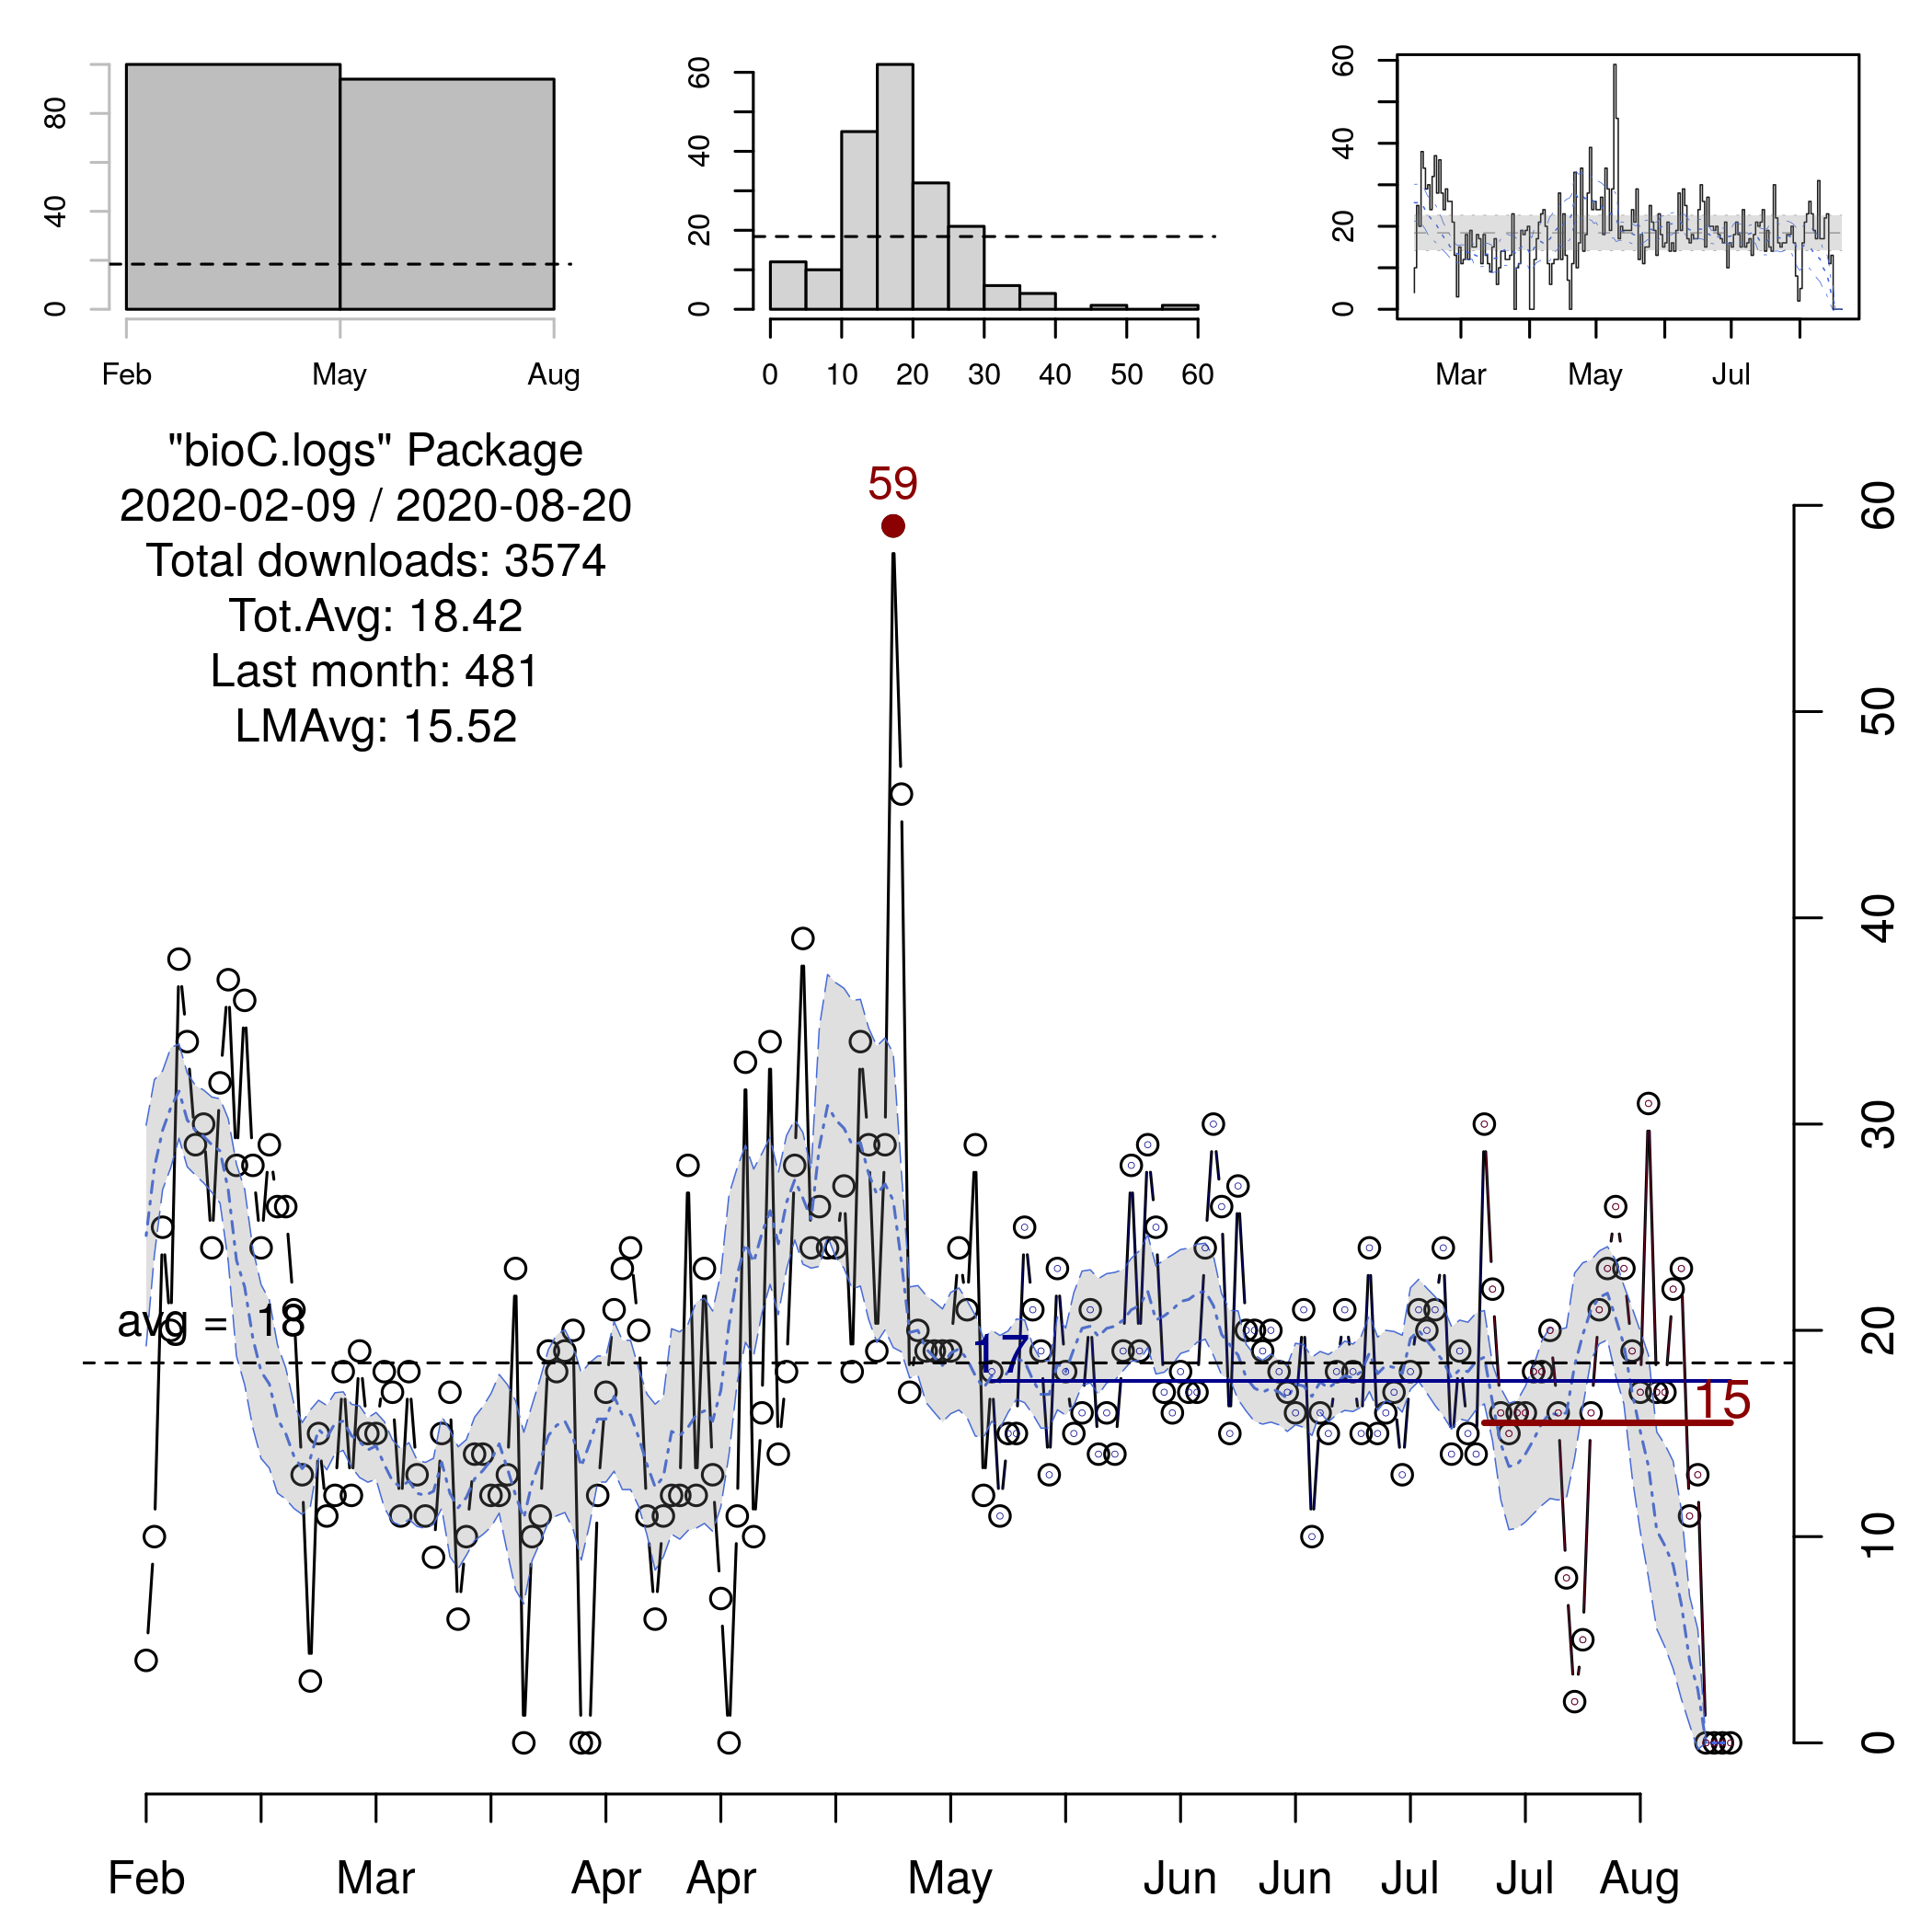 0 40 80
Feb May Aug
0 20 40 60
0 10 20 30 40 50 60
0 20 40 60
Mar May Jul
"bioC.logs" Package
2020-02-09 / 2020-08-20
Total downloads: 3574
Tot.Avg: 18.42
Last month: 481
LMAvg: 15.52
59
avg = 18
17
15
0 10 20 30 40 50 60
Feb Mar Apr Apr May Jun Jun Jul Jul Aug